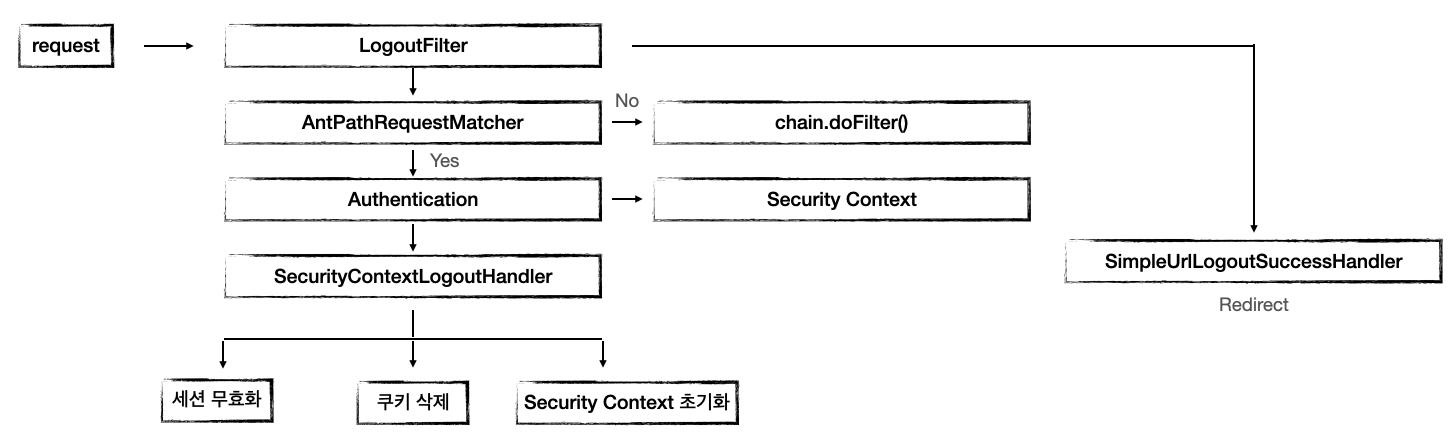 request
LogoutFilter
AntPathRequestMatcher
No
chain.doFilter()
Yes
Authentication
Security Context
SecurityContextLogoutHandler
SimpleUrlLogoutSuccessHandler
Redirect
세션 무효화
쿠키 삭제
Security Context 초기화